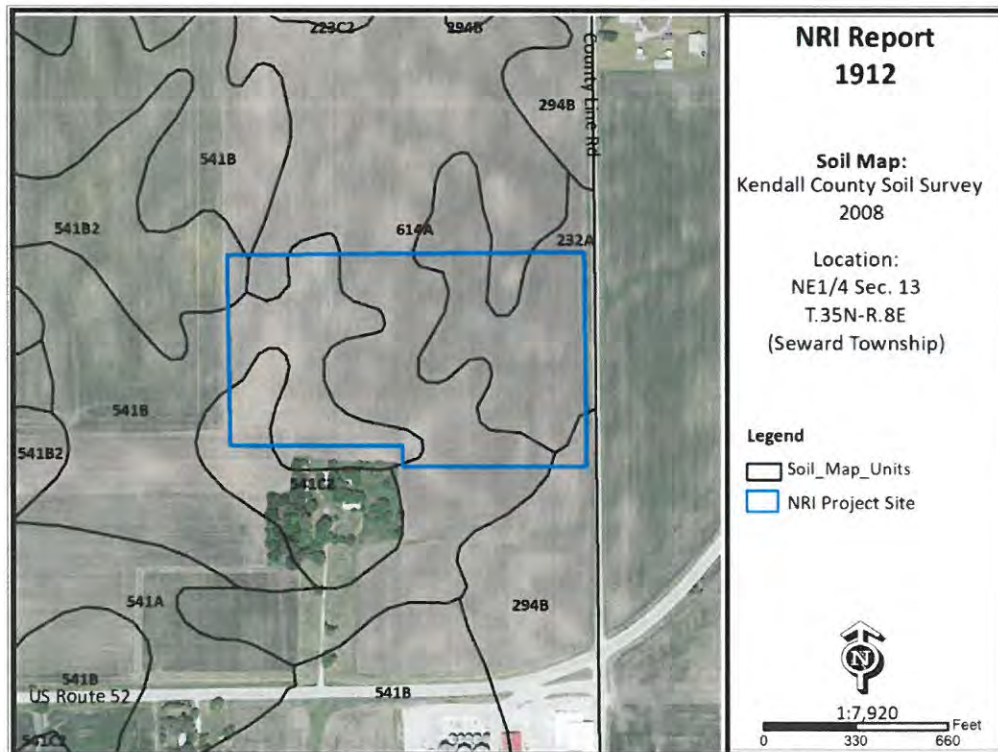 223C2
294B
County Line Rd
294B
541B
541B2
614A
232A
541B
541B2
541C2
541A
294B
541B
541B
US Route 52
541C2
NRI Report
1912
Soil Map:
Kendall County Soil Survey
2008
Location:
NE1/4 Sec. 13
T.35N-R.8E
(Seward Township)
Legend
Soil_Map_Units
NRI Project Site
N
1:7,920
Feet
0 330 660